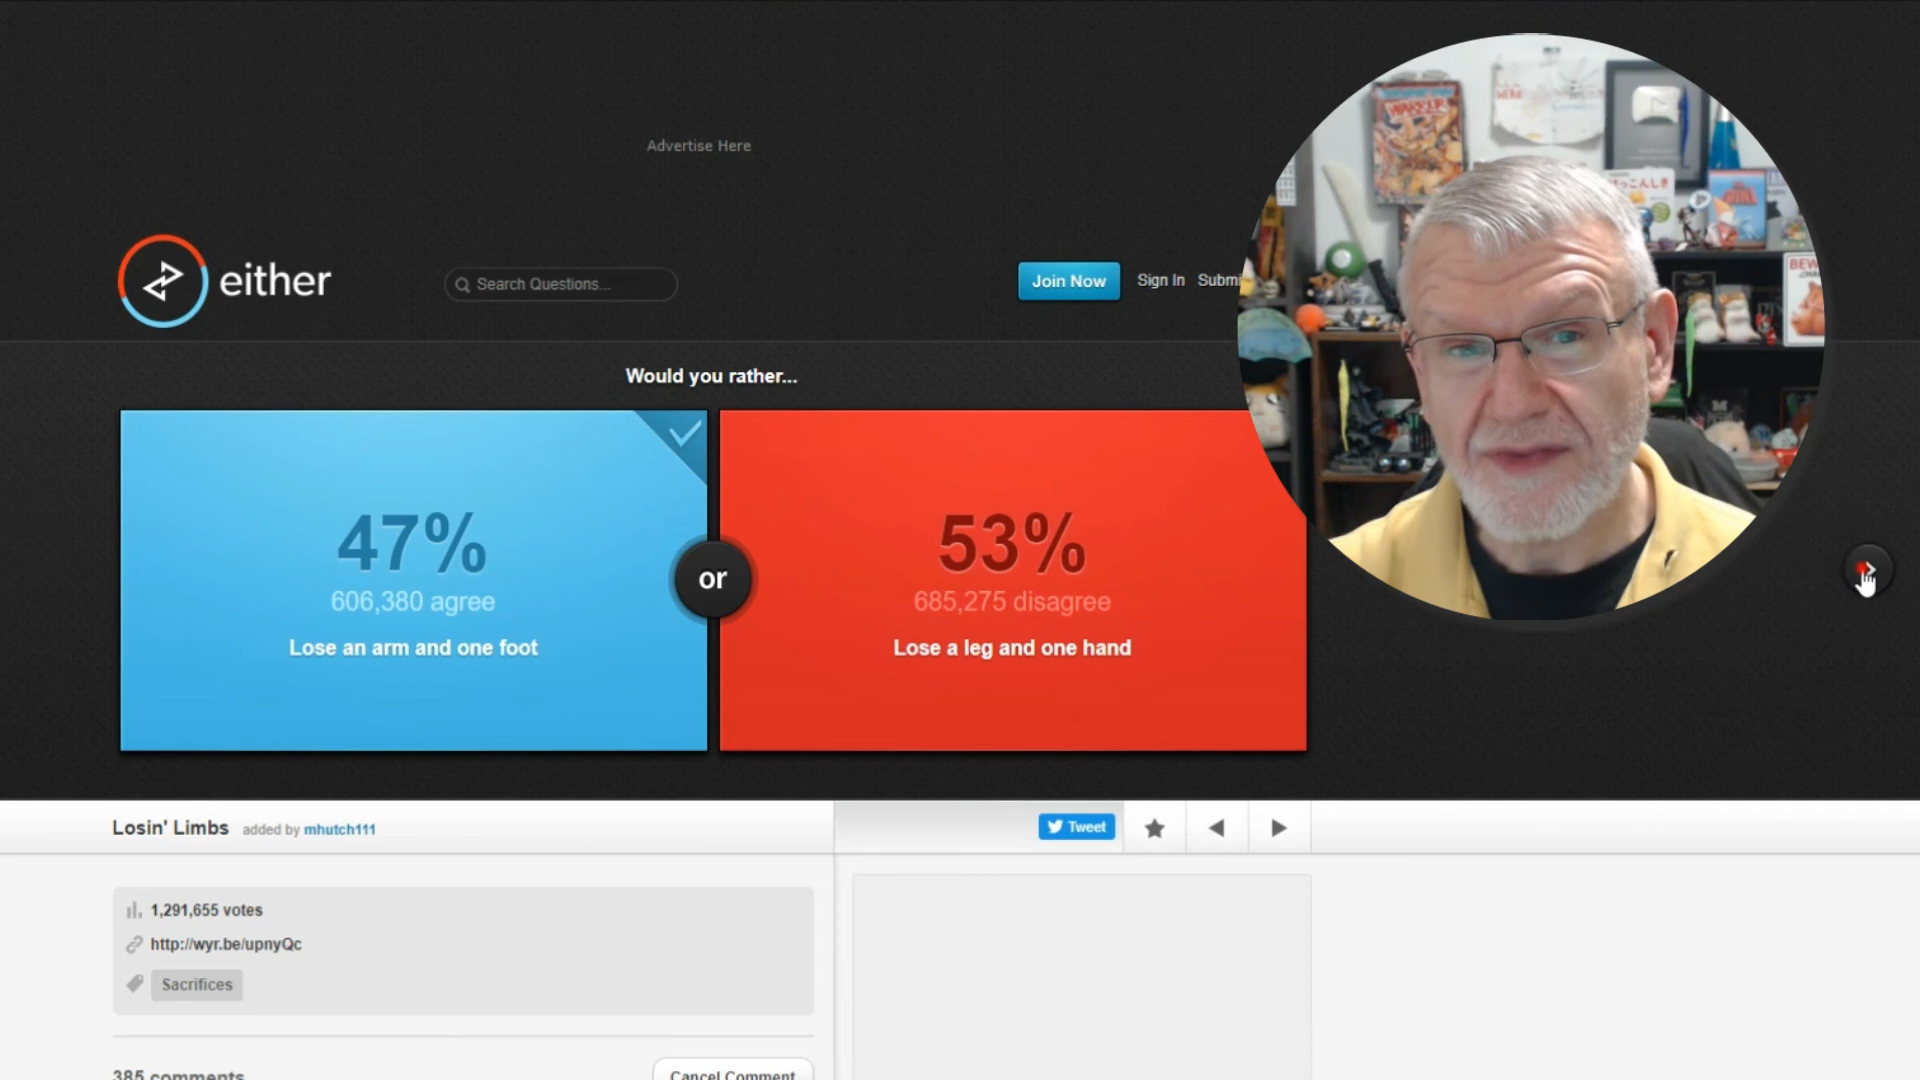 Advertise Here
either
Search Questions...
Join Now
Sign In
Would you rather...
47%
606,380 agree
Lose an arm and one foot
or
53%
685,275 disagree
Lose a leg and one hand
WARRIOR
BEW
Losin' Limbs
added by mhutch111
Tweet
1,291,655 votes
http://wyr.be/upnyQc
Sacrifices
385 comments
Cancel Comment